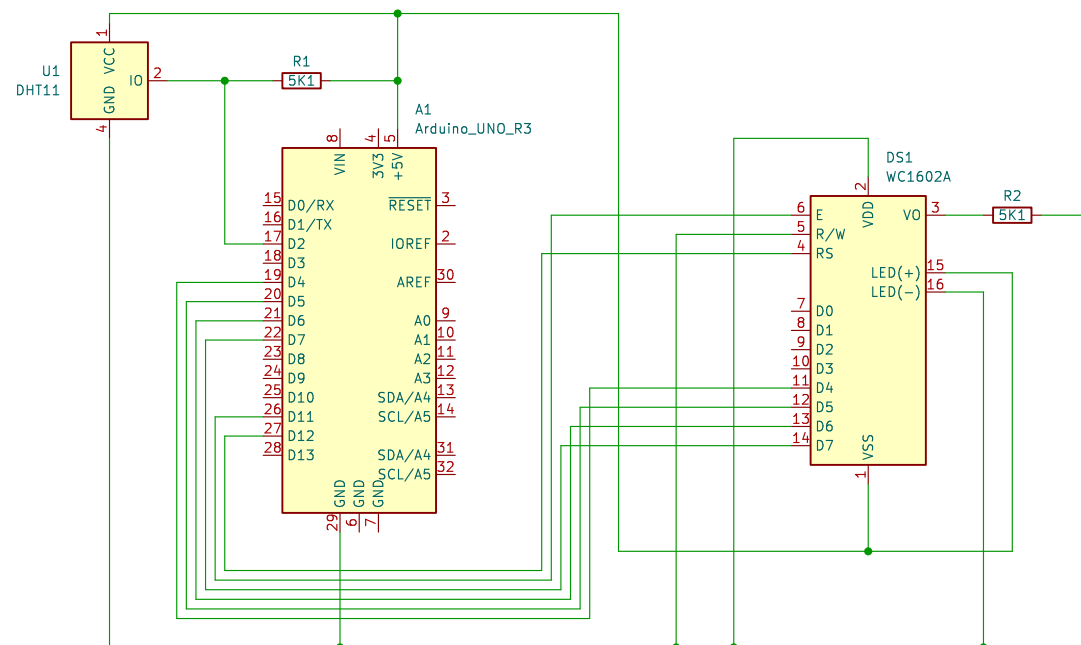 1
VCC
U1
DHT11
IO
2
GND
4
R1
5K1
A1
Arduino_UNO_R3
8
4
5
VIN
3V3
+5V
15
D0/RX
RESET
3
16
D1/TX
17
D2
IOREF
2
18
D3
19
D4
AREF
30
20
D5
21
D6
A0
9
22
D7
A1
10
23
D8
A2
11
24
D9
A3
12
25
D10
SDA/A4
13
26
D11
SCL/A5
14
27
D12
28
D13
SDA/A4
31
SCL/A5
32
GND
GND
GND
29
6
7
DS1
WC1602A
2
VDD
6
E
VO
3
R2
5K1
5
R/W
4
RS
LED(+)
15
LED(-)
16
7
D0
8
D1
9
D2
10
D3
11
D4
12
D5
13
D6
14
D7
VSS
1